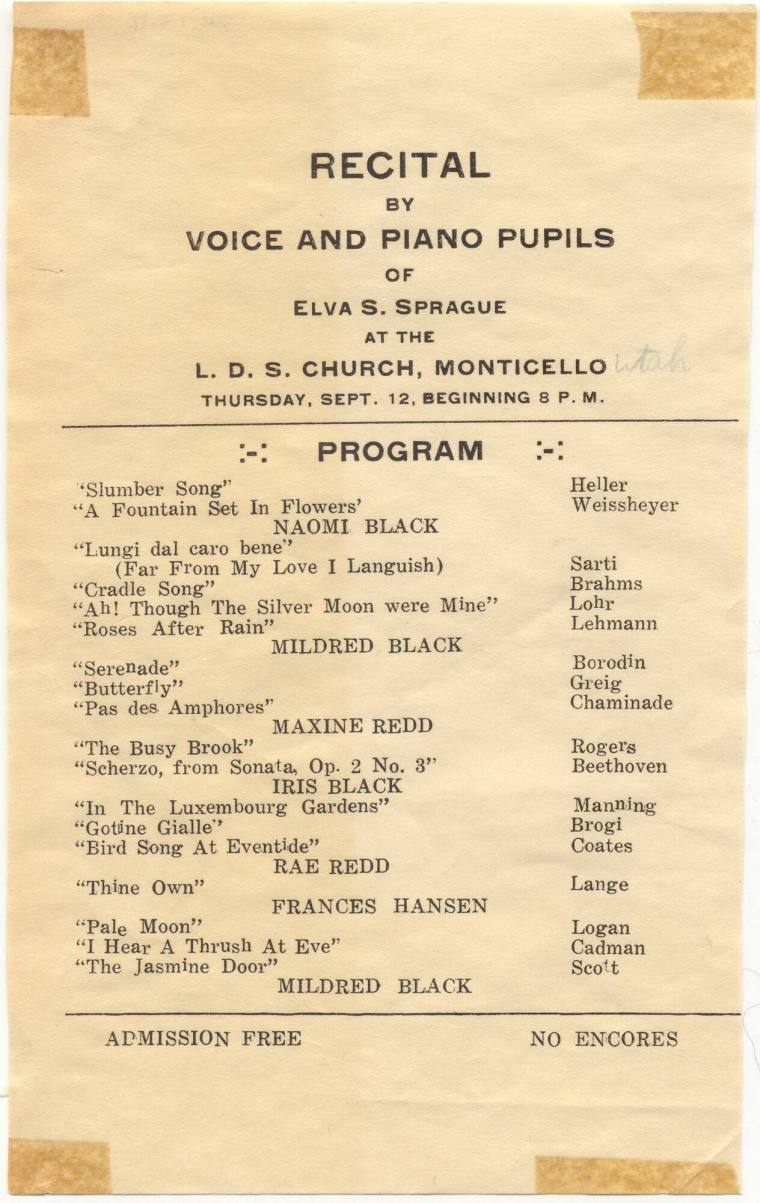 RECITAL
BY
VOICE AND PIANO PUPILS
OF
ELVA S. SPRAGUE
AT THE
L. D. S. CHURCH, MONTICELLO Utah
THURSDAY, SEPT. 12, BEGINNING 8 P. M.
:-: PROGRAM :-:
"Slumber Song" Heller
"A Fountain Set In Flowers' Weissheyer
NAOMI BLACK
"Lungi dal caro bene"
(Far From My Love I Languish) Sarti
"Cradle Song" Brahms
"Ah! Though The Silver Moon were Mine" Lohr
"Roses After Rain" Lehmann
MILDRED BLACK
"Serenade" Borodin
"Butterfly" Greig
"Pas des Amphores" Chaminade
MAXINE REDD
"The Busy Brook" Rogers
"Scherzo, from Sonata, Op. 2 No. 3" Beethoven
IRIS BLACK
"In The Luxembourg Gardens" Manning
"Gotine Gialle" Brogi
"Bird Song At Eventide" Coates
RAE REDD
"Thine Own" Lange
FRANCES HANSEN
"Pale Moon" Logan
"I Hear A Thrush At Eve" Cadman
"The Jasmine Door" Scott
MILDRED BLACK
ADMISSION FREE NO ENCORES